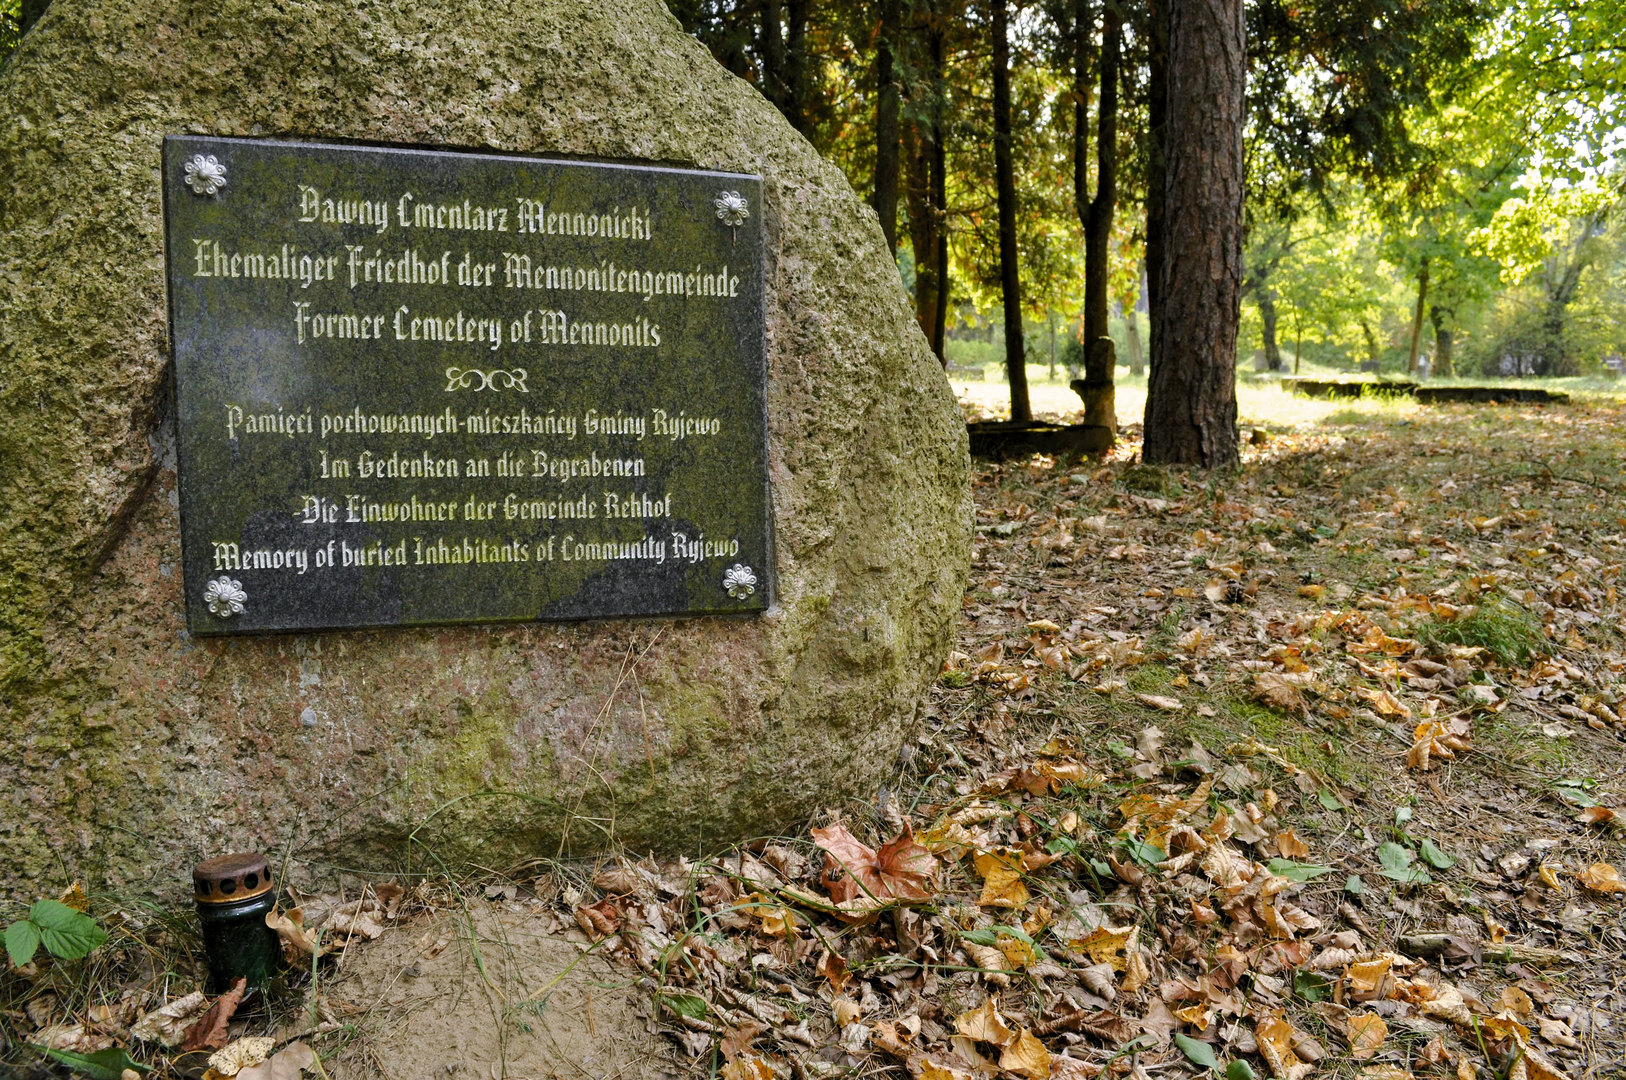 Dawny Cmentarz Mennonicki
Ehemaliger Friedhof der Mennonitengemeinde
Former Cemetery of Mennonits
Pamięci pochowanych-mieszkańcy Gminy Ryjewo
Im Gedenken an die Begrabenen
-Die Einwohner der Gemeinde Rehhof
Memory of buried Inhabitants of Community Ryjewo